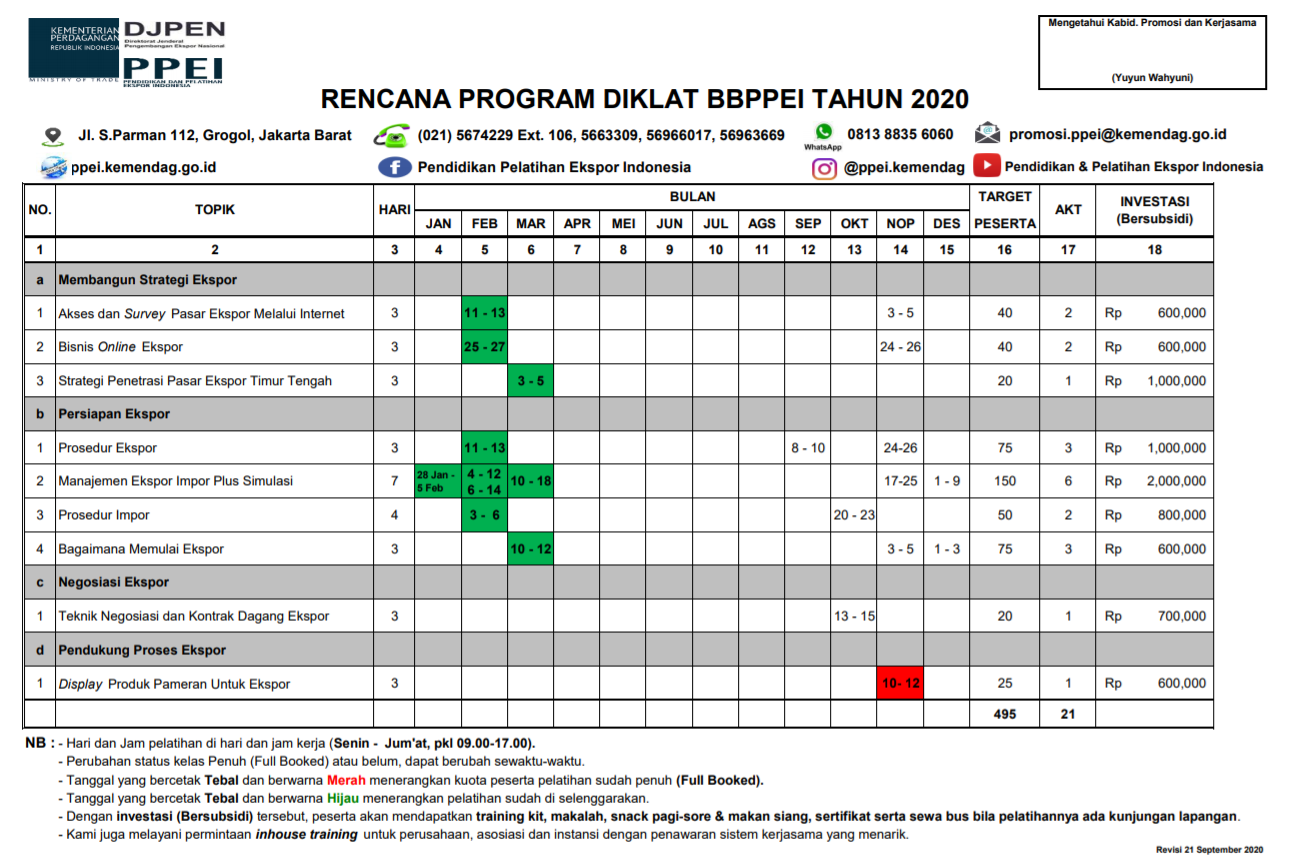 KEMENTERIAN
PERDAGANGAN
REPUBLIK INDONESIA
MINISTRY OF TRADE
DJPEN
Direktorat Jenderal
Pengembangan Ekspor Nasional
PPEI
PENDIDIKAN DAN PELATIHAN
EKSPOR INDONESIA
Mengetahui Kabid. Promosi dan Kerjasama
(Yuyun Wahyuni)
RENCANA PROGRAM DIKLAT BBPPEI TAHUN 2020
Jl. S.Parman 112, Grogol, Jakarta Barat (021) 5674229 Ext. 106, 5663309, 56966017, 56963669 WhatsApp 0813 8835 6060 promosi.ppei@kemendag.go.id
ppei.kemendag.go.id Pendidikan Pelatihan Ekspor Indonesia @ppei.kemendag Pendidikan & Pelatihan Ekspor Indonesia
NO. TOPIK HARI BULAN TARGET PESERTA AKT INVESTASI (Bersubsidi)
JAN FEB MAR APR MEI JUN JUL AGS SEP OKT NOP DES
1 2 3 4 5 6 7 8 9 10 11 12 13 14 15 16 17 18
a Membangun Strategi Ekspor
1 Akses dan Survey Pasar Ekspor Melalui Internet 3 11 - 13 3 - 5 40 2 Rp 600,000
2 Bisnis Online Ekspor 3 25 - 27 24 - 26 40 2 Rp 600,000
3 Strategi Penetrasi Pasar Ekspor Timur Tengah 3 3 - 5 20 1 Rp 1,000,000
b Persiapan Ekspor
1 Prosedur Ekspor 3 11 - 13 8 - 10 24-26 75 3 Rp 1,000,000
2 Manajemen Ekspor Impor Plus Simulasi 7 28 Jan - 5 Feb 4 - 12 6 - 14 10 - 18 17-25 1 - 9 150 6 Rp 2,000,000
3 Prosedur Impor 4 3 - 6 20 - 23 50 2 Rp 800,000
4 Bagaimana Memulai Ekspor 3 10 - 12 3 - 5 1 - 3 75 3 Rp 600,000
c Negosiasi Ekspor
1 Teknik Negosiasi dan Kontrak Dagang Ekspor 3 13 - 15 20 1 Rp 700,000
d Pendukung Proses Ekspor
1 Display Produk Pameran Untuk Ekspor 3 10- 12 25 1 Rp 600,000
495 21
NB : - Hari dan Jam pelatihan di hari dan jam kerja (Senin - Jum'at, pkl 09.00-17.00).
- Perubahan status kelas Penuh (Full Booked) atau belum, dapat berubah sewaktu-waktu.
- Tanggal yang bercetak Tebal dan berwarna Merah menerangkan kuota peserta pelatihan sudah penuh (Full Booked).
- Tanggal yang bercetak Tebal dan berwarna Hijau menerangkan pelatihan sudah di selenggarakan.
- Dengan investasi (Bersubsidi) tersebut, peserta akan mendapatkan training kit, makalah, snack pagi-sore & makan siang, sertifikat serta sewa bus bila pelatihannya ada kunjungan lapangan.
- Kami juga melayani permintaan inhouse training untuk perusahaan, asosiasi dan instansi dengan penawaran sistem kerjasama yang menarik.
Revisi 21 September 2020